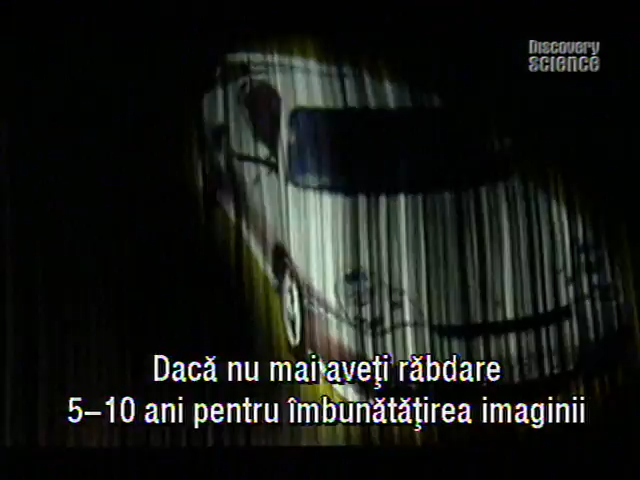 Discovery
SCIENCE
Dacă nu mai aveţi răbdare
5–10 ani pentru îmbunătăţirea imaginii